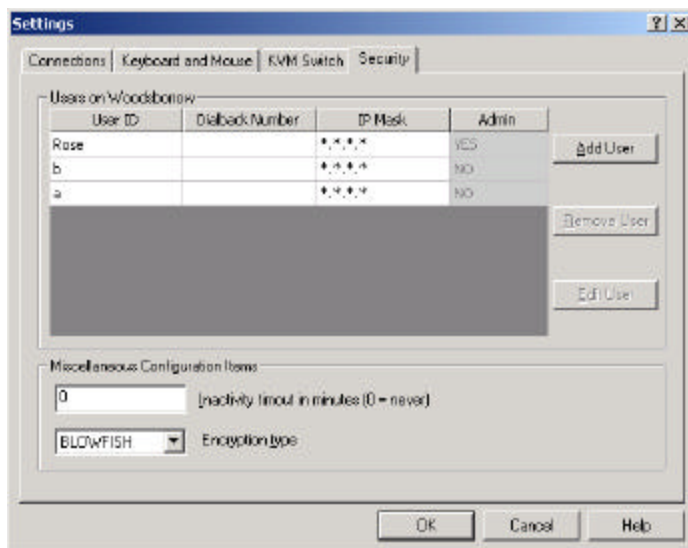 Settings
Connections Keyboard and Mouse KVM Switch Security
Users on Woodsborrow
User ID Dialback Number IP Mask Admin
Rose *.*.*.* YES
b *.*.*.* NO
a *.*.*.* NO
Add User
Remove User
Edit User
Miscellaneous Configuration Items
0 Inactivity timout in minutes (0 = never)
BLOWFISH Encryption type
OK Cancel Help